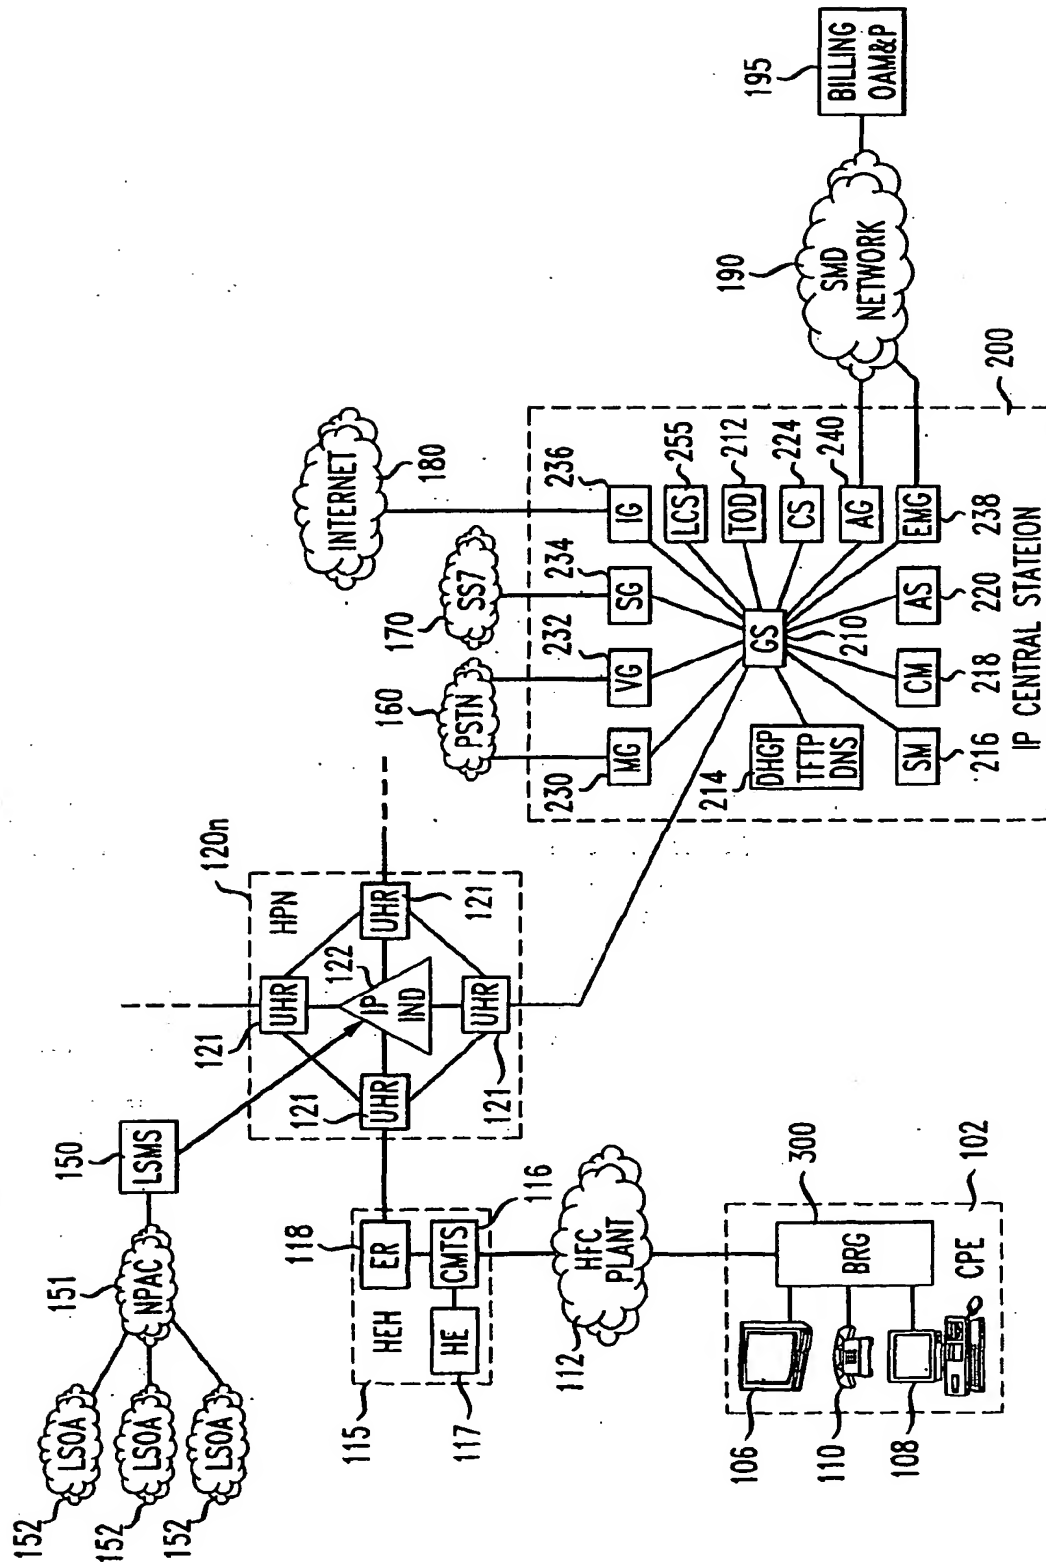 152
LSOA
152
LSOA
152
LSOA
151
NPAC
150
LSMS
120n
HPN
UHR
121
UHR
121
UHR
121
UHR
121
122
IP
IND
115
HEH
118
ER
116
CMTS
HE
117
112
HFC
PLANT
300
BRG
102
CPE
106
110
108
160
PSTN
170
SS7
INTERNET
180
MG
230
VG
232
SG
234
IG
236
LCS
255
TOD
212
CS
224
AG
240
EMG
238
GS
210
214
DHGP
TFTP
DNS
SM
216
CM
218
AS
220
IP CENTRAL STATEION
200
190
SMD
NETWORK
195
BILLING
OAM&P